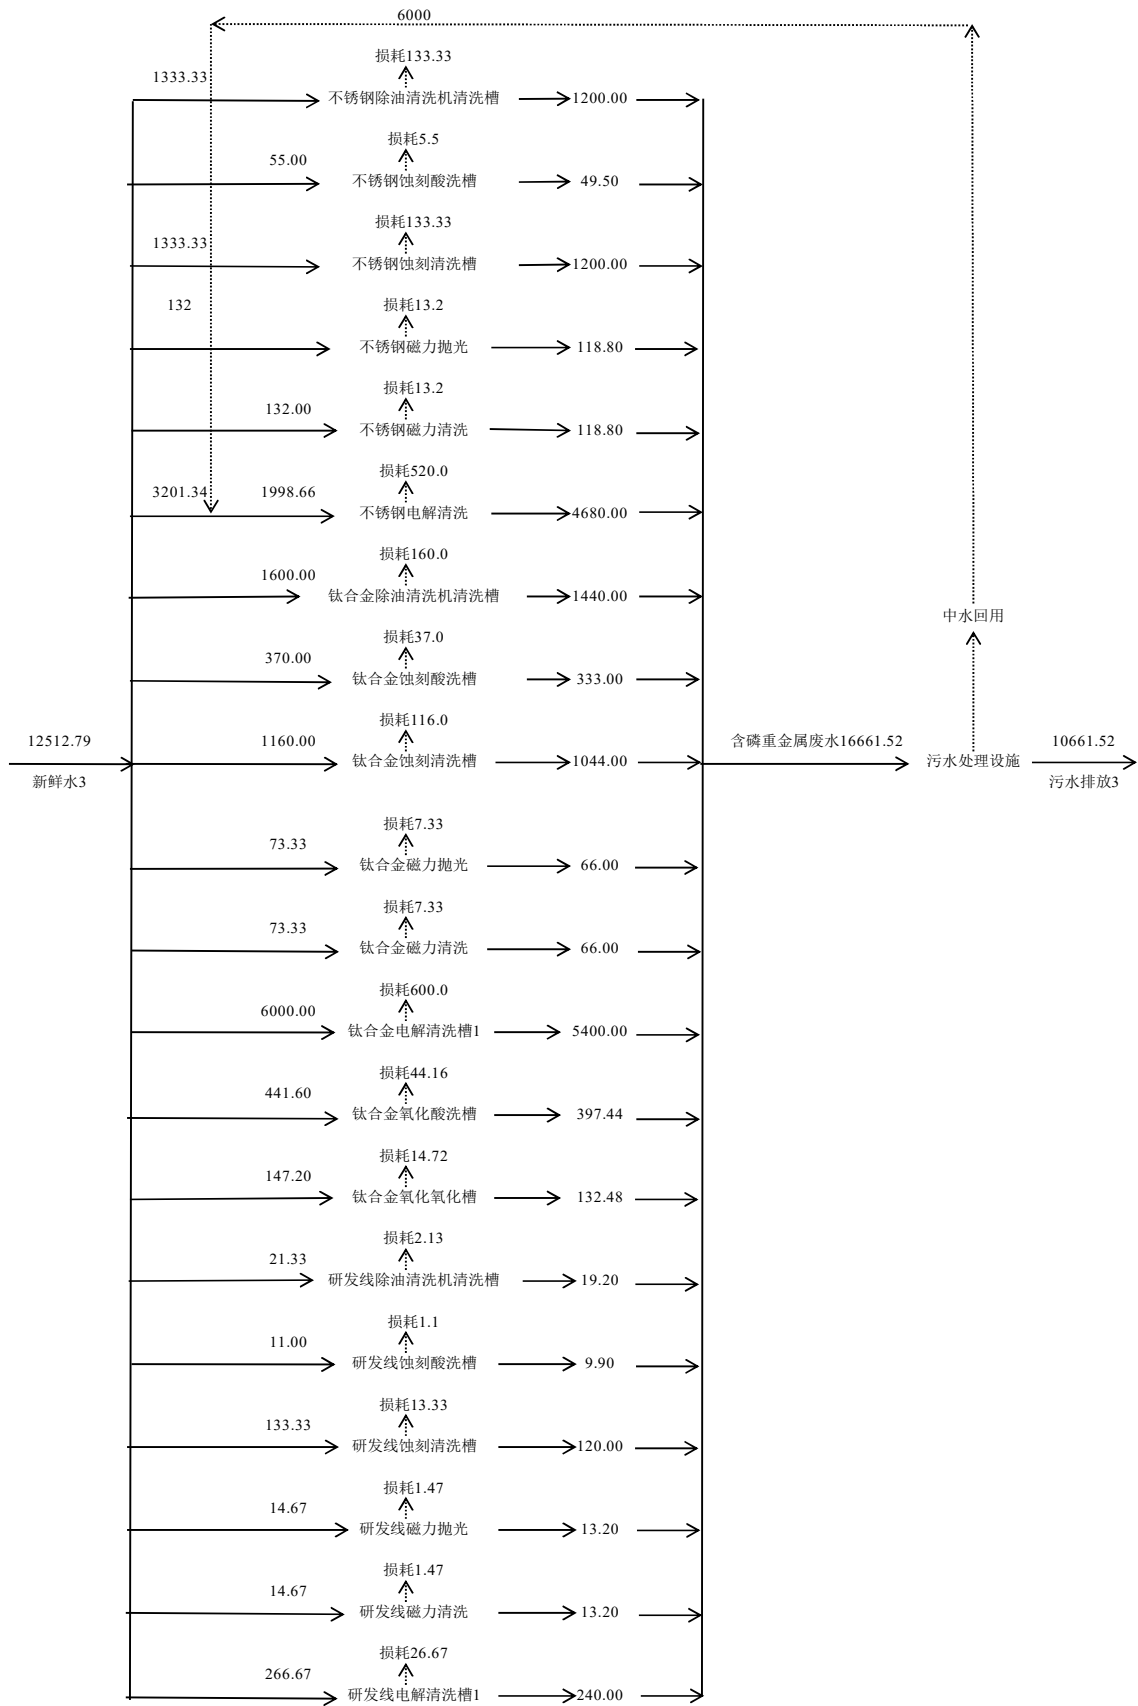 6000
损耗133.33
1333.33
不锈钢除油清洗机清洗槽
1200.00
损耗5.5
55.00
不锈钢蚀刻酸洗槽
49.50
损耗133.33
1333.33
不锈钢蚀刻清洗槽
1200.00
损耗13.2
132
不锈钢磁力抛光
118.80
损耗13.2
132.00
不锈钢磁力清洗
118.80
损耗520.0
3201.34
1998.66
不锈钢电解清洗
4680.00
损耗160.0
1600.00
钛合金除油清洗机清洗槽
1440.00
中水回用
损耗37.0
370.00
钛合金蚀刻酸洗槽
333.00
损耗116.0
12512.79
新鲜水3
1160.00
钛合金蚀刻清洗槽
1044.00
含磷重金属废水16661.52
污水处理设施
10661.52
污水排放3
损耗7.33
73.33
钛合金磁力抛光
66.00
损耗7.33
73.33
钛合金磁力清洗
66.00
损耗600.0
6000.00
钛合金电解清洗槽1
5400.00
损耗44.16
441.60
钛合金氧化酸洗槽
397.44
损耗14.72
147.20
钛合金氧化氧化槽
132.48
损耗2.13
21.33
研发线除油清洗机清洗槽
19.20
损耗1.1
11.00
研发线蚀刻酸洗槽
9.90
损耗13.33
133.33
研发线蚀刻清洗槽
120.00
损耗1.47
14.67
研发线磁力抛光
13.20
损耗1.47
14.67
研发线磁力清洗
13.20
损耗26.67
266.67
研发线电解清洗槽1
240.00